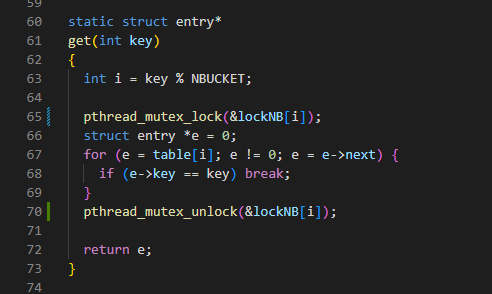 59
60 static struct entry*
61 get(int key)
62 {
63   int i = key % NBUCKET;
64
65   pthread_mutex_lock(&lockNB[i]);
66   struct entry *e = 0;
67   for (e = table[i]; e != 0; e = e->next) {
68     if (e->key == key) break;
69   }
70   pthread_mutex_unlock(&lockNB[i]);
71
72   return e;
73 }
74